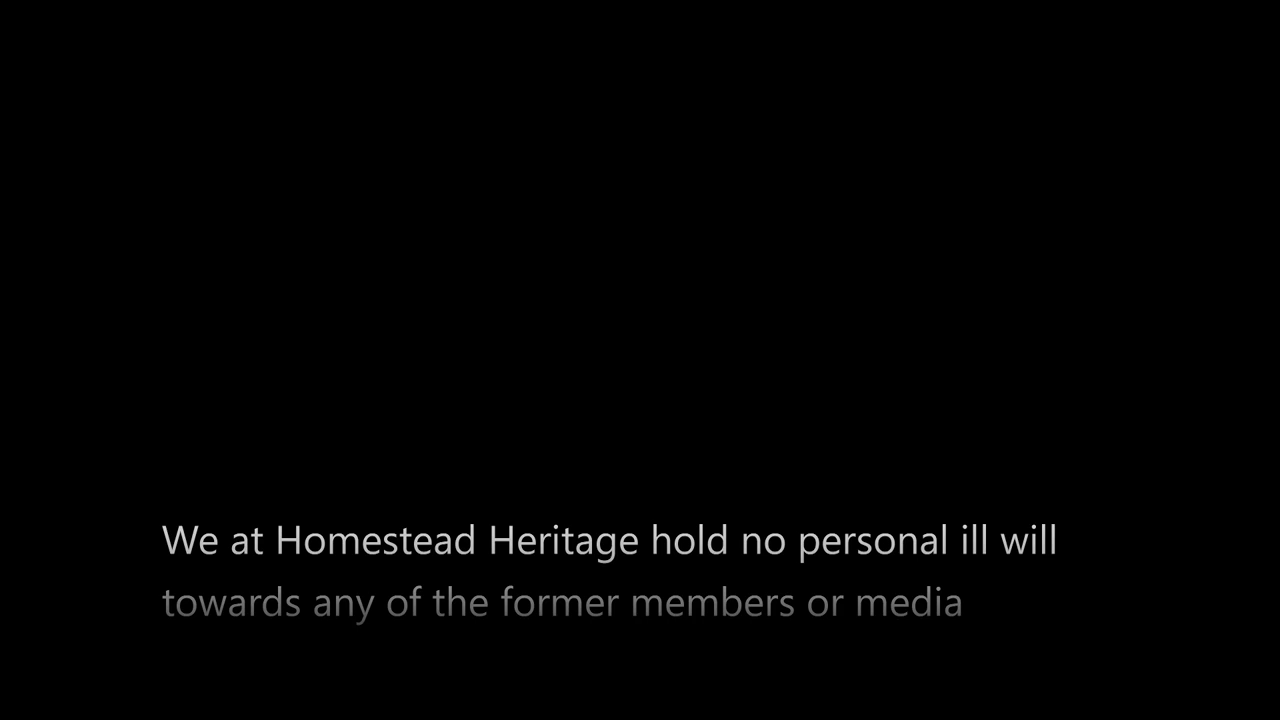 We at Homestead Heritage hold no personal ill will
towards any of the former members or media